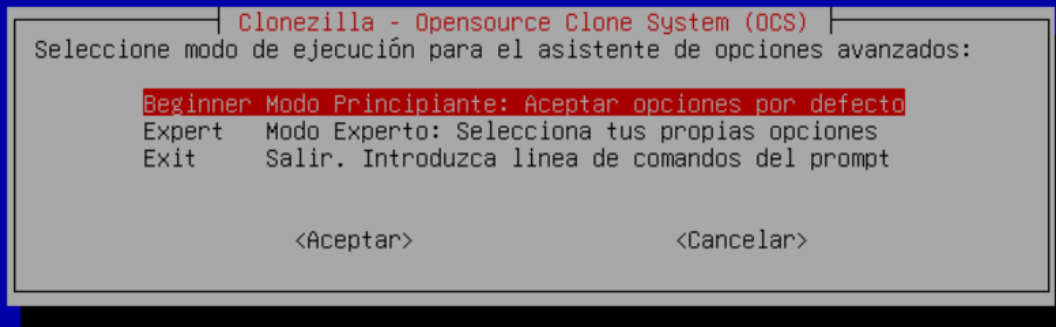 Clonezilla - Opensource Clone System (OCS)
Seleccione modo de ejecución para el asistente de opciones avanzados:
Beginner Modo Principiante: Aceptar opciones por defecto
Expert Modo Experto: Selecciona tus propias opciones
Exit Salir. Introduzca linea de comandos del prompt
<Aceptar> <Cancelar>